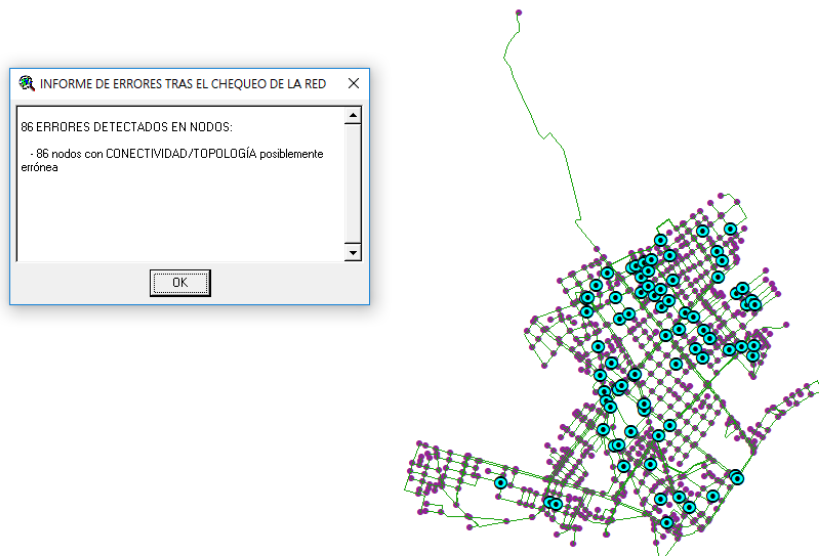 INFORME DE ERRORES TRAS EL CHEQUEO DE LA RED
86 ERRORES DETECTADOS EN NODOS:
- 86 nodos con CONECTIVIDAD/TOPOLOGÍA posiblemente
errónea
OK